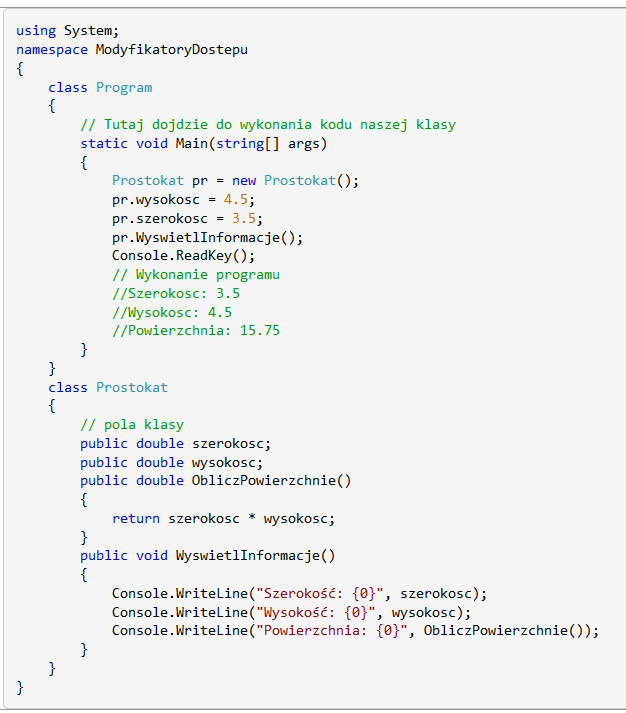 using System;
namespace ModyfikatoryDostepu
{
    class Program
    {
        // Tutaj dojdzie do wykonania kodu naszej klasy
        static void Main(string[] args)
        {
            Prostokat pr = new Prostokat();
            pr.wysokosc = 4.5;
            pr.szerokosc = 3.5;
            pr.WyswietlInformacje();
            Console.ReadKey();
            // Wykonanie programu
            //Szerokosc: 3.5
            //Wysokosc: 4.5
            //Powierzchnia: 15.75
        }
    }
    class Prostokat
    {
        // pola klasy
        public double szerokosc;
        public double wysokosc;
        public double ObliczPowierzchnie()
        {
            return szerokosc * wysokosc;
        }
        public void WyswietlInformacje()
        {
            Console.WriteLine("Szerokość: {0}", szerokosc);
            Console.WriteLine("Wysokość: {0}", wysokosc);
            Console.WriteLine("Powierzchnia: {0}", ObliczPowierzchnie());
        }
    }
}